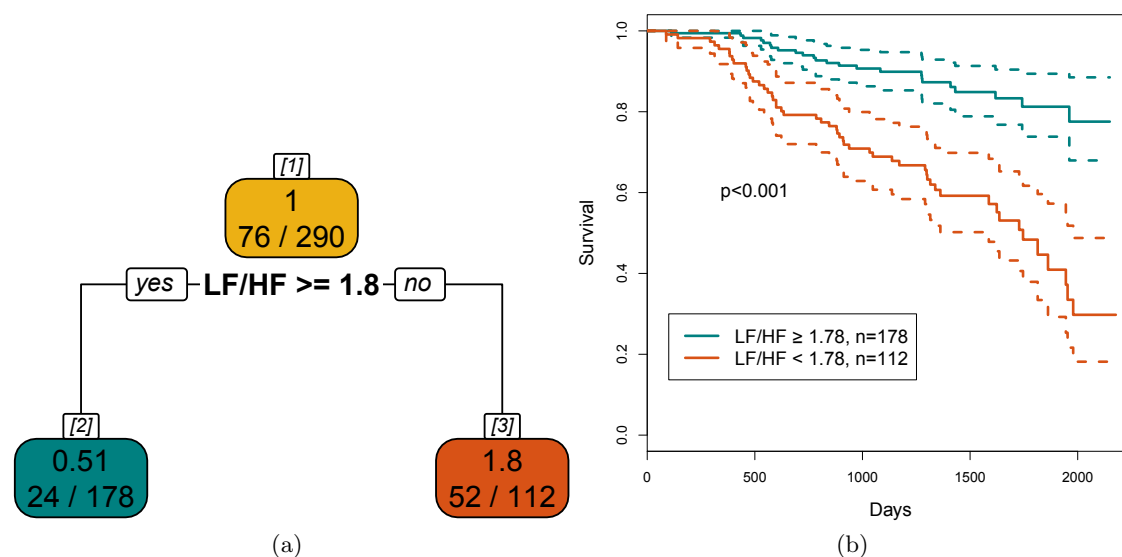 [1]
1
76 / 290
yes LF/HF >= 1.8 no
[2]
0.51
24 / 178
[3]
1.8
52 / 112
(a)
Survival
1.0
0.8
0.6
0.4
0.2
0.0
p<0.001
LF/HF ≥ 1.78, n=178
LF/HF < 1.78, n=112
0 500 1000 1500 2000
Days
(b)